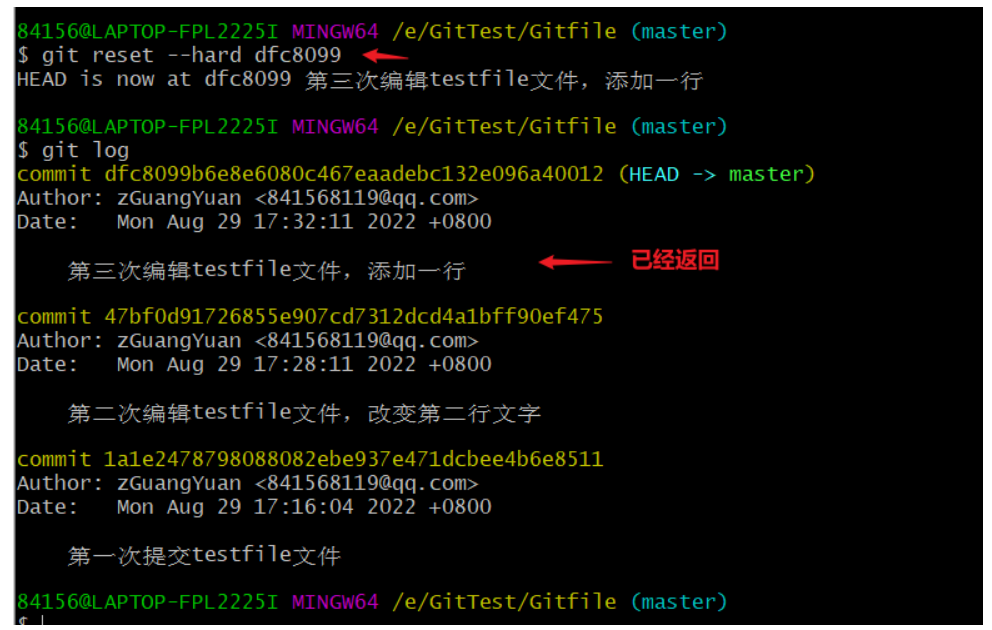 84156@LAPTOP-FPL2225I MINGW64 /e/GitTest/Gitfile (master)
$ git reset --hard dfc8099
HEAD is now at dfc8099 第三次编辑testfile文件，添加一行
84156@LAPTOP-FPL2225I MINGW64 /e/GitTest/Gitfile (master)
$ git log
commit dfc8099b6e8e6080c467eaadebc132e096a40012 (HEAD -> master)
Author: zGuangYuan <841568119@qq.com>
Date:   Mon Aug 29 17:32:11 2022 +0800
第三次编辑testfile文件，添加一行 已经返回
commit 47bf0d91726855e907cd7312dcd4a1bff90ef475
Author: zGuangYuan <841568119@qq.com>
Date:   Mon Aug 29 17:28:11 2022 +0800
第二次编辑testfile文件，改变第二行文字
commit 1a1e2478798088082ebe937e471dcbee4b6e8511
Author: zGuangYuan <841568119@qq.com>
Date:   Mon Aug 29 17:16:04 2022 +0800
第一次提交testfile文件
84156@LAPTOP-FPL2225I MINGW64 /e/GitTest/Gitfile (master)
$